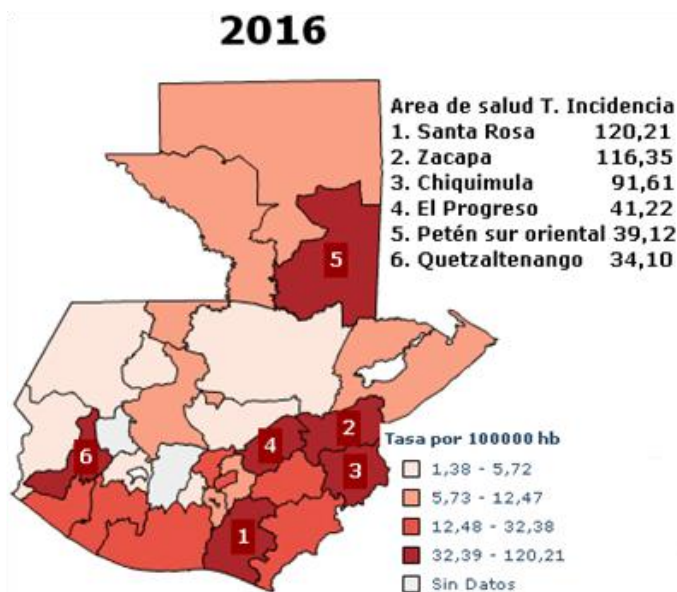 2016
Area de salud T. Incidencia
1. Santa Rosa 120,21
2. Zacapa 116,35
3. Chiquimula 91,61
4. El Progreso 41,22
5. Petén sur oriental 39,12
6. Quetzaltenango 34,10
5
2
4
6
3
1
Tasa por 100000 hb
1,38 - 5,72
5,73 - 12,47
12,48 - 32,38
32,39 - 120,21
Sin Datos